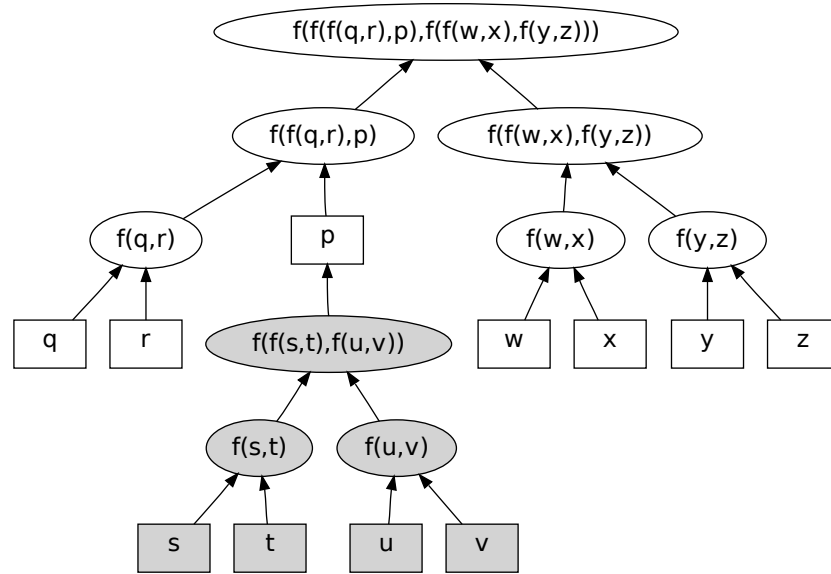 f(f(f(q,r),p),f(f(w,x),f(y,z)))
f(f(q,r),p)
f(f(w,x),f(y,z))
f(q,r)
p
f(w,x)
f(y,z)
q
r
f(f(s,t),f(u,v))
w
x
y
z
f(s,t)
f(u,v)
s
t
u
v